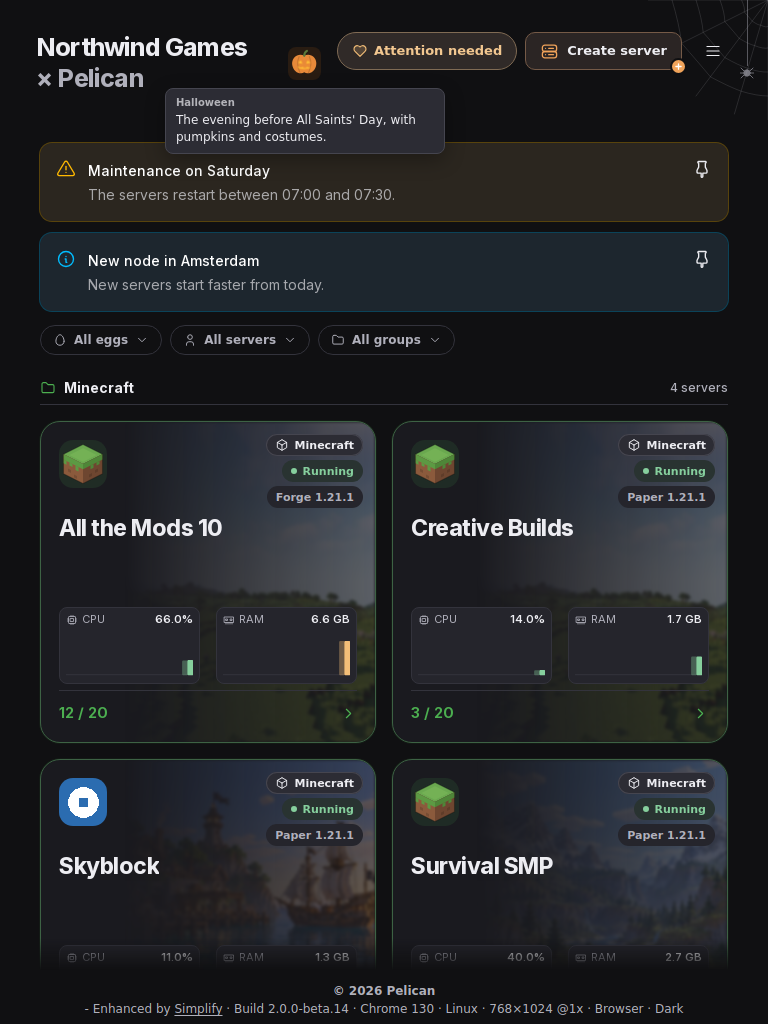 Northwind Games
× Pelican
Attention needed
Create server
Halloween
The evening before All Saints' Day, with
pumpkins and costumes.
Maintenance on Saturday
The servers restart between 07:00 and 07:30.
New node in Amsterdam
New servers start faster from today.
All eggs
All servers
All groups
Minecraft
4 servers
Minecraft
Running
Forge 1.21.1
All the Mods 10
CPU 66.0%
RAM 6.6 GB
12 / 20
Minecraft
Running
Paper 1.21.1
Creative Builds
CPU 14.0%
RAM 1.7 GB
3 / 20
Minecraft
Running
Paper 1.21.1
Skyblock
CPU 11.0%
RAM 1.3 GB
Minecraft
Running
Paper 1.21.1
Survival SMP
CPU 40.0%
RAM 2.7 GB
© 2026 Pelican
- Enhanced by Simplify · Build 2.0.0-beta.14 · Chrome 130 · Linux · 768×1024 @1x · Browser · Dark